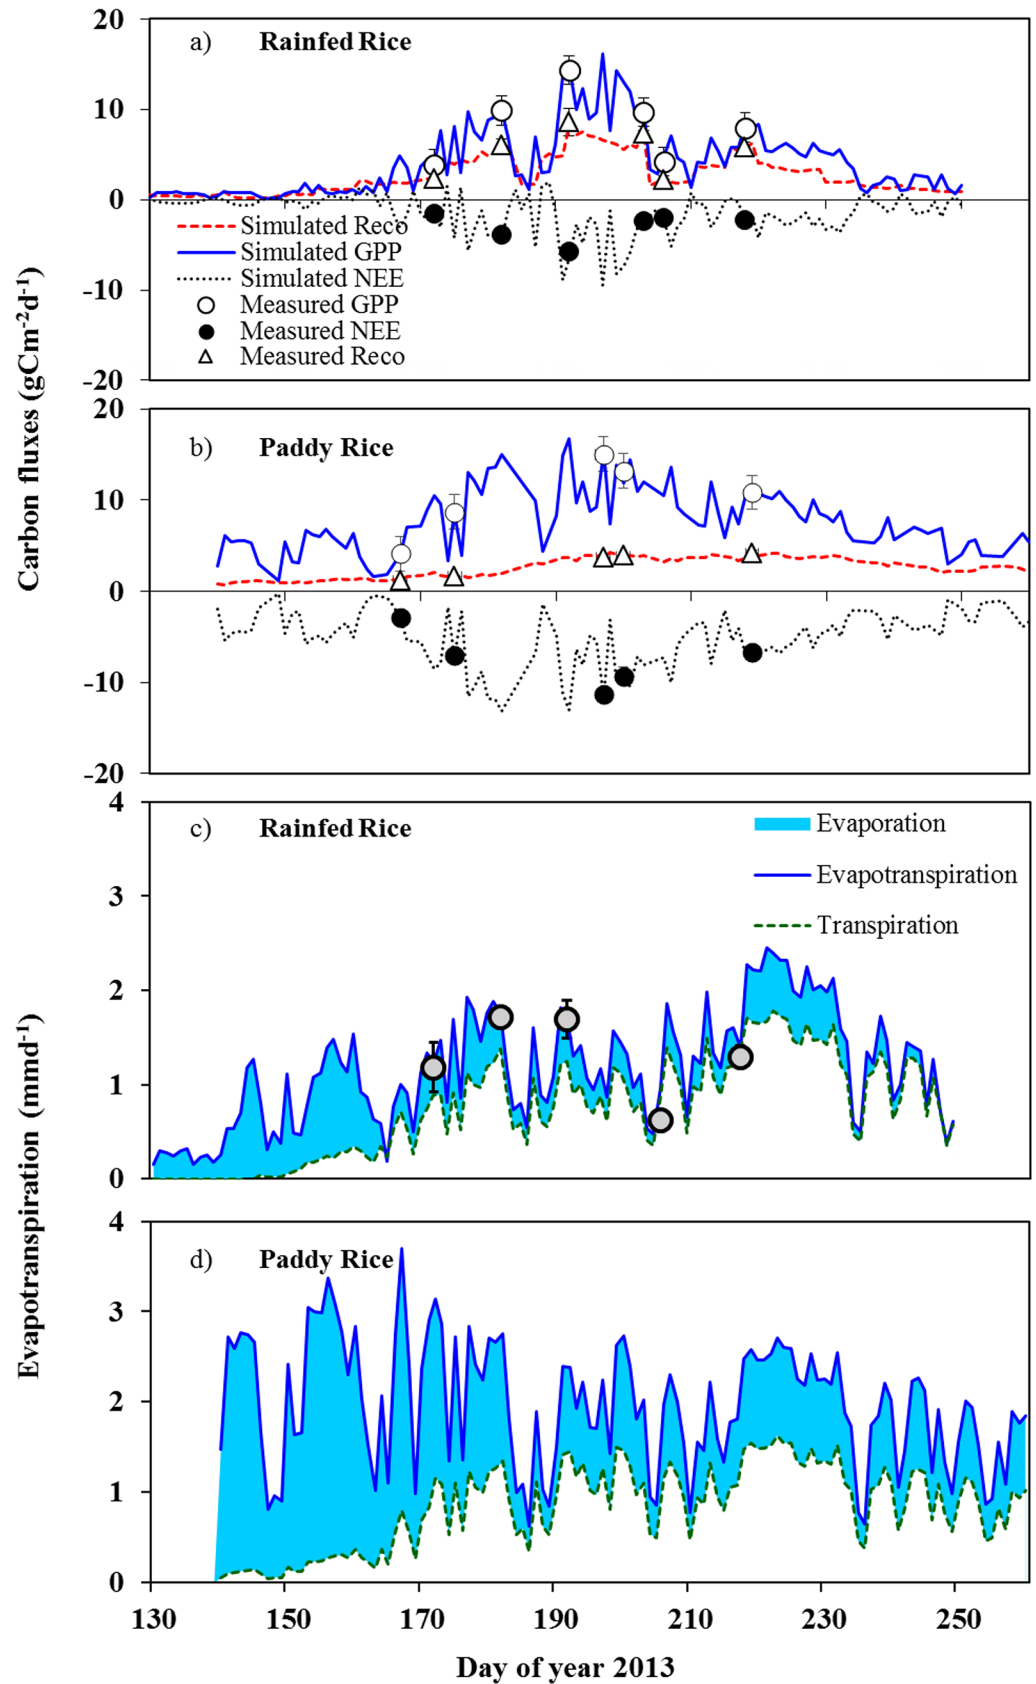 Carbon fluxes (gCm-2d-1)
20
10
0
-10
-20
a) Rainfed Rice
Simulated Reco
Simulated GPP
Simulated NEE
Measured GPP
Measured NEE
Measured Reco
20
10
0
-10
-20
b) Paddy Rice
Evapotranspiration (mmd-1)
4
3
2
1
0
c) Rainfed Rice
Evaporation
Evapotranspiration
Transpiration
4
3
2
1
0
d) Paddy Rice
130 150 170 190 210 230 250
Day of year 2013